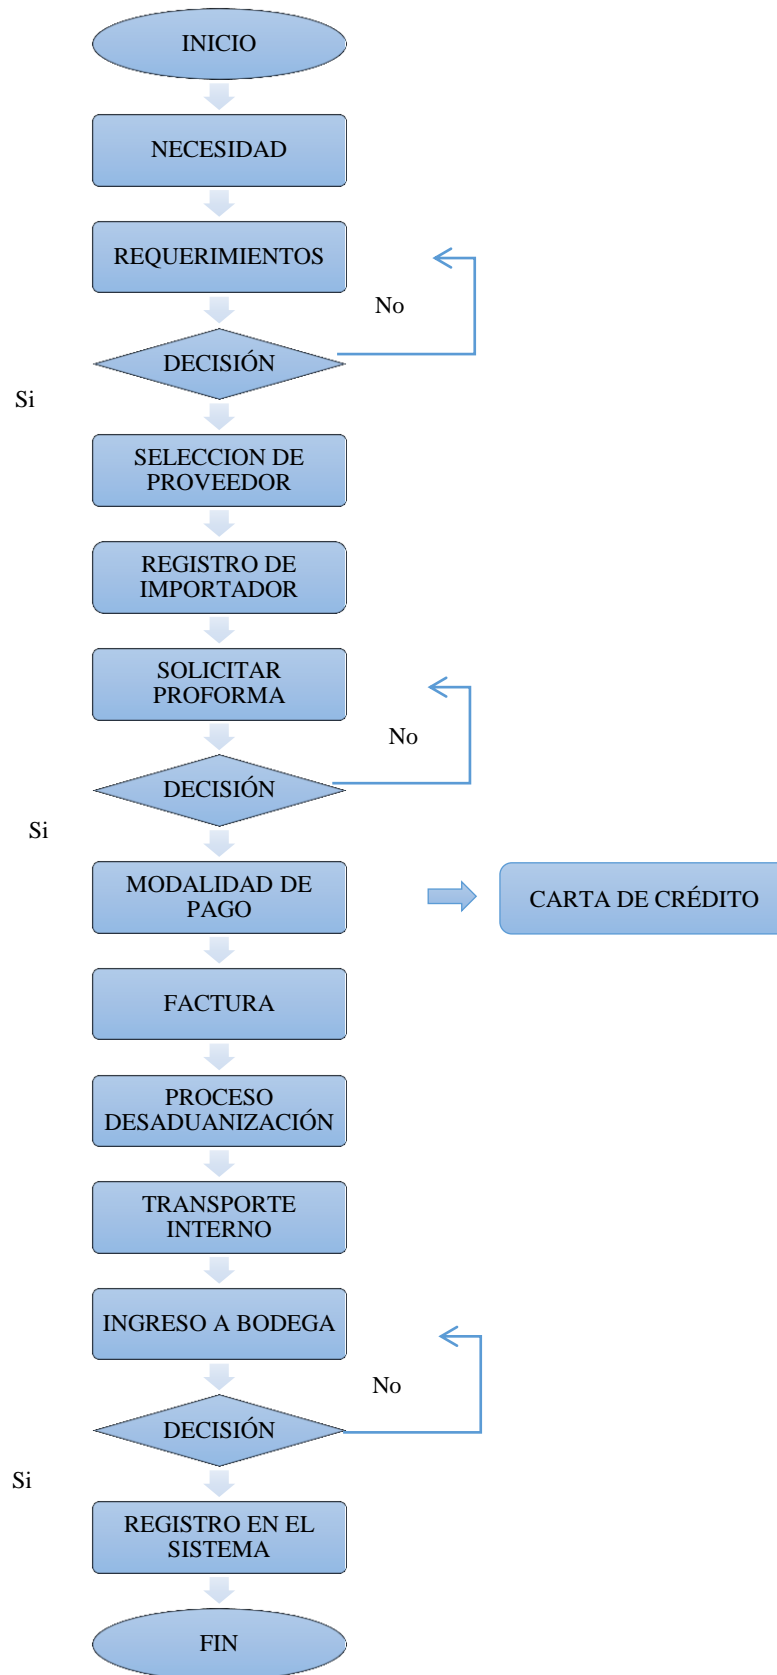 INICIO
NECESIDAD
REQUERIMIENTOS
No
DECISIÓN
Si
SELECCION DE
PROVEEDOR
REGISTRO DE
IMPORTADOR
SOLICITAR
PROFORMA
No
DECISIÓN
Si
MODALIDAD DE
PAGO
CARTA DE CRÉDITO
FACTURA
PROCESO
DESADUANIZACIÓN
TRANSPORTE
INTERNO
INGRESO A BODEGA
No
DECISIÓN
Si
REGISTRO EN EL
SISTEMA
FIN